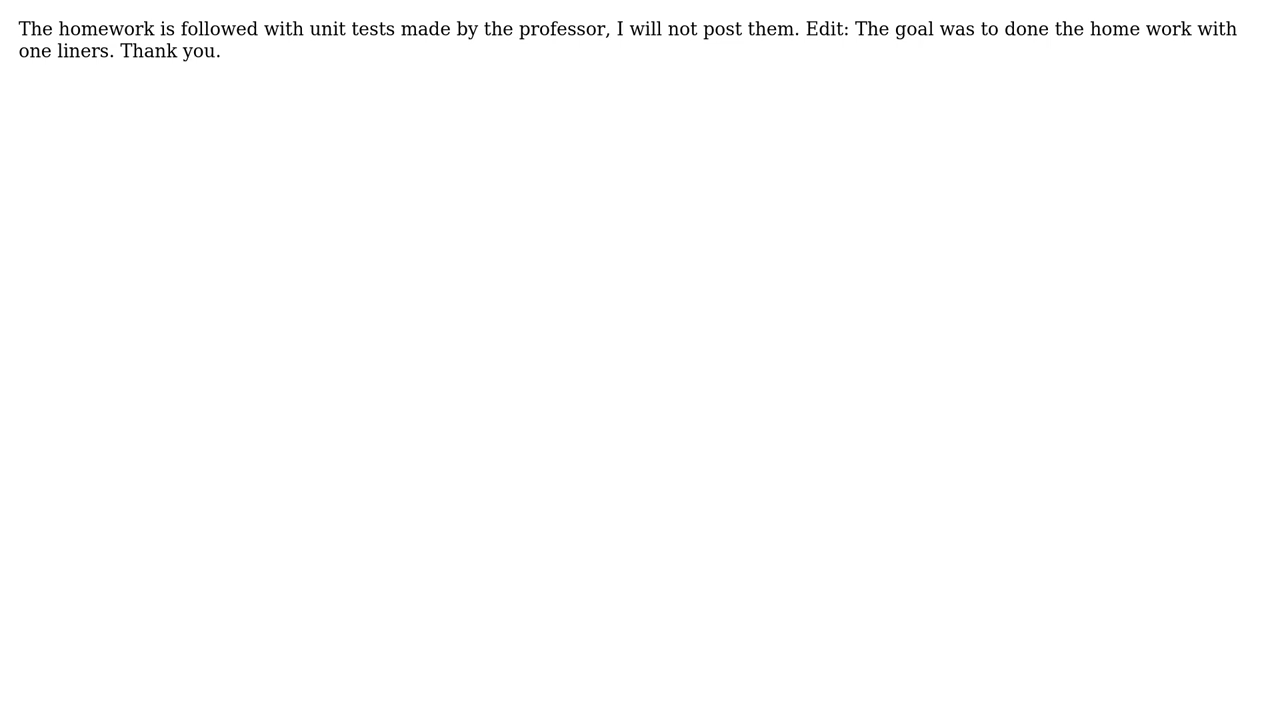 The homework is followed with unit tests made by the professor, I will not post them. Edit: The goal was to done the home work with
one liners. Thank you.